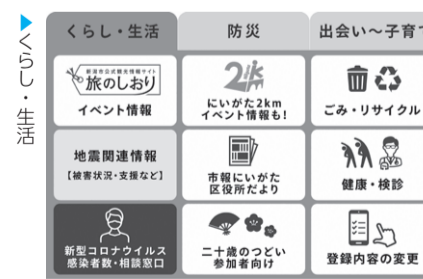 ▶くらし・生活
くらし・生活
防災
出会い〜子育て
新潟市公式観光情報サイト
旅のしおり
イベント情報
2km
にいがた2km
イベント情報も!
ごみ・リサイクル
地震関連情報
【被害状況・支援など】
市報にいがた
区役所だより
健康・検診
新型コロナウイルス
感染者数・相談窓口
二十歳のつどい
参加者向け
登録内容の変更